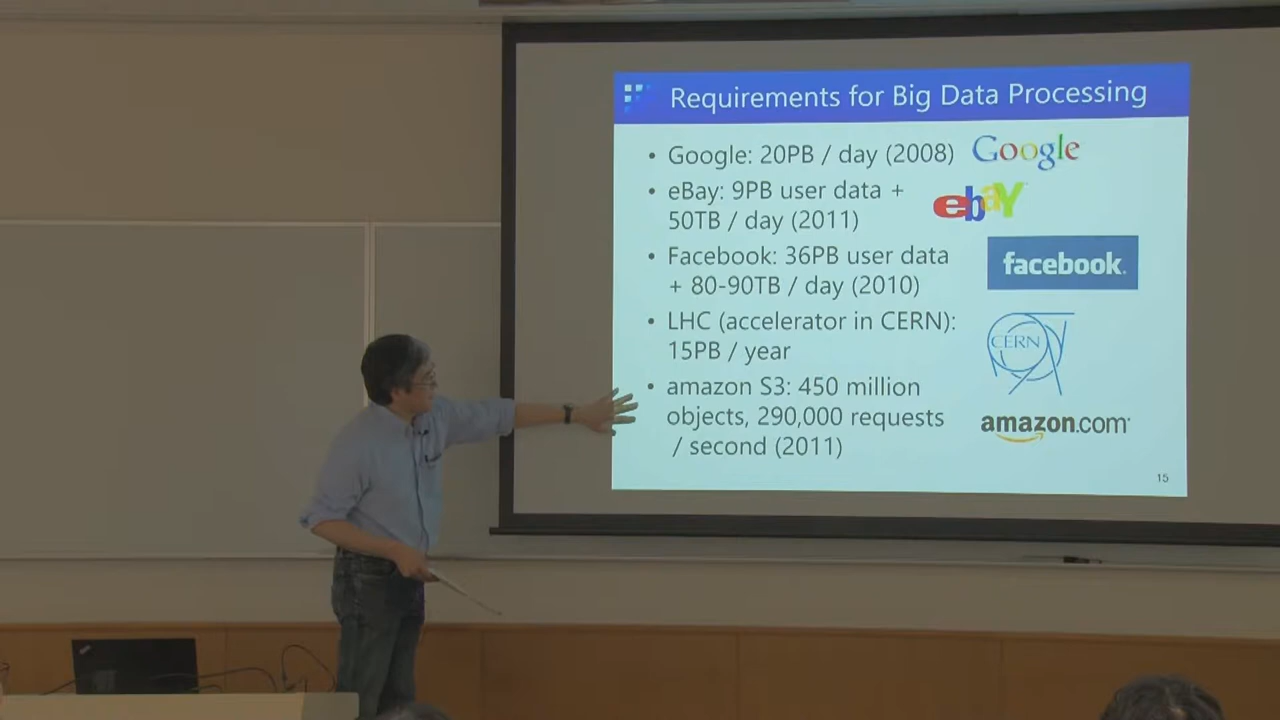 Requirements for Big Data Processing
• Google: 20PB / day (2008)
Google
• eBay: 9PB user data +
50TB / day (2011)
ebaY
• Facebook: 36PB user data
+ 80-90TB / day (2010)
facebook.
• LHC (accelerator in CERN):
15PB / year
CERN
• amazon S3: 450 million
objects, 290,000 requests
/ second (2011)
amazon.com
15